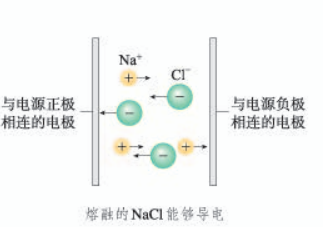 Na⁺
Cl⁻
+
−
与电源正极
相连的电极
−
与电源负极
相连的电极
+
−
+
熔融的NaCl能够导电